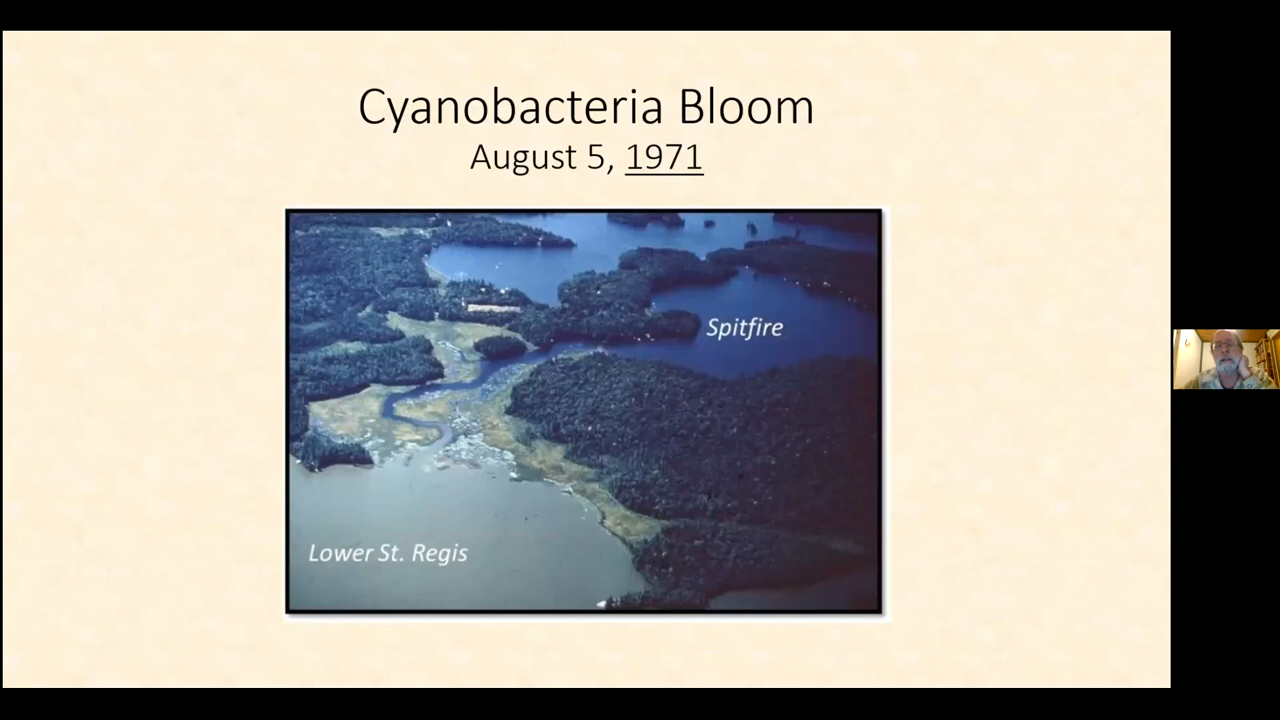 Cyanobacteria Bloom
August 5, 1971
Spitfire
Lower St. Regis